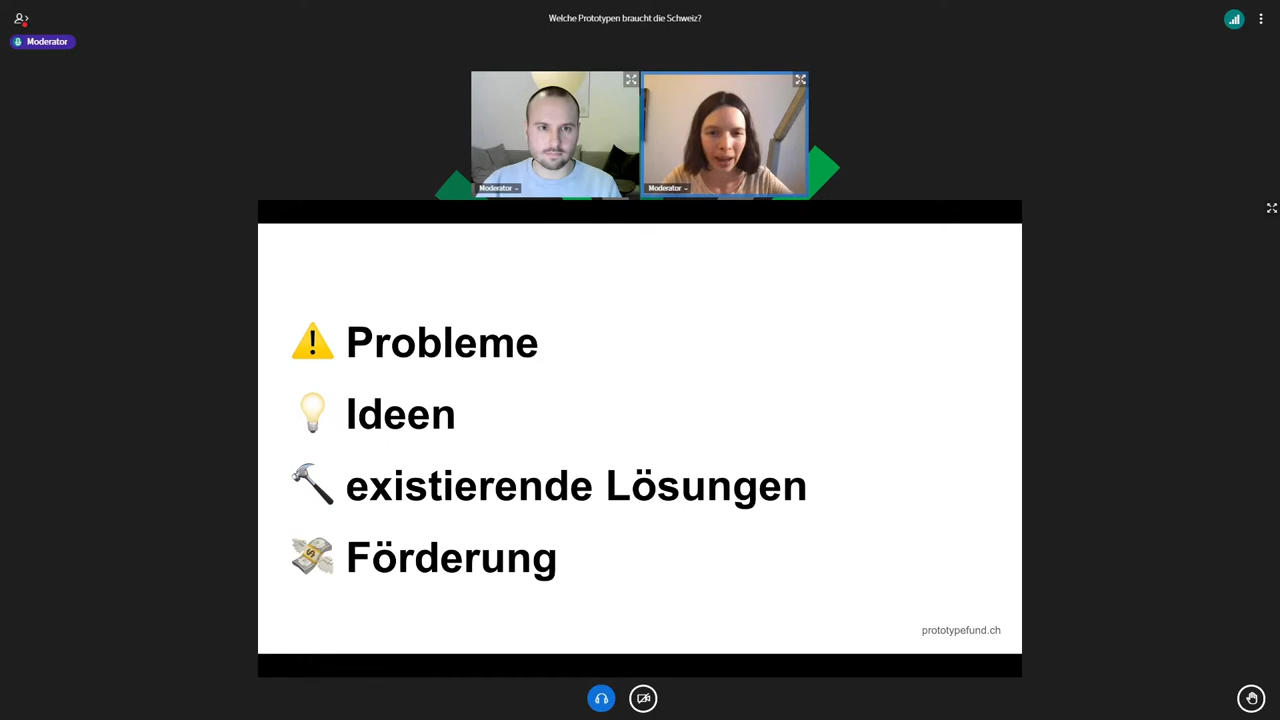 Welche Prototypen braucht die Schweiz?
Moderator
Moderator
Moderator
Probleme
Ideen
existierende Lösungen
Förderung
prototypefund.ch